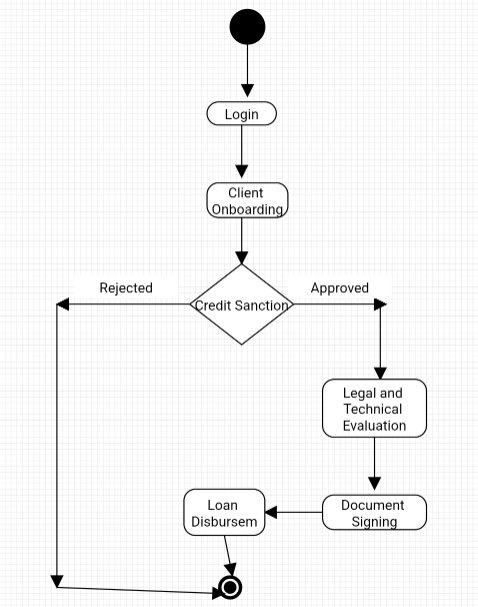 Login
Client
Onboarding
Rejected
Approved
Credit Sanction
Legal and
Technical
Evaluation
Document
Signing
Loan
Disbursem